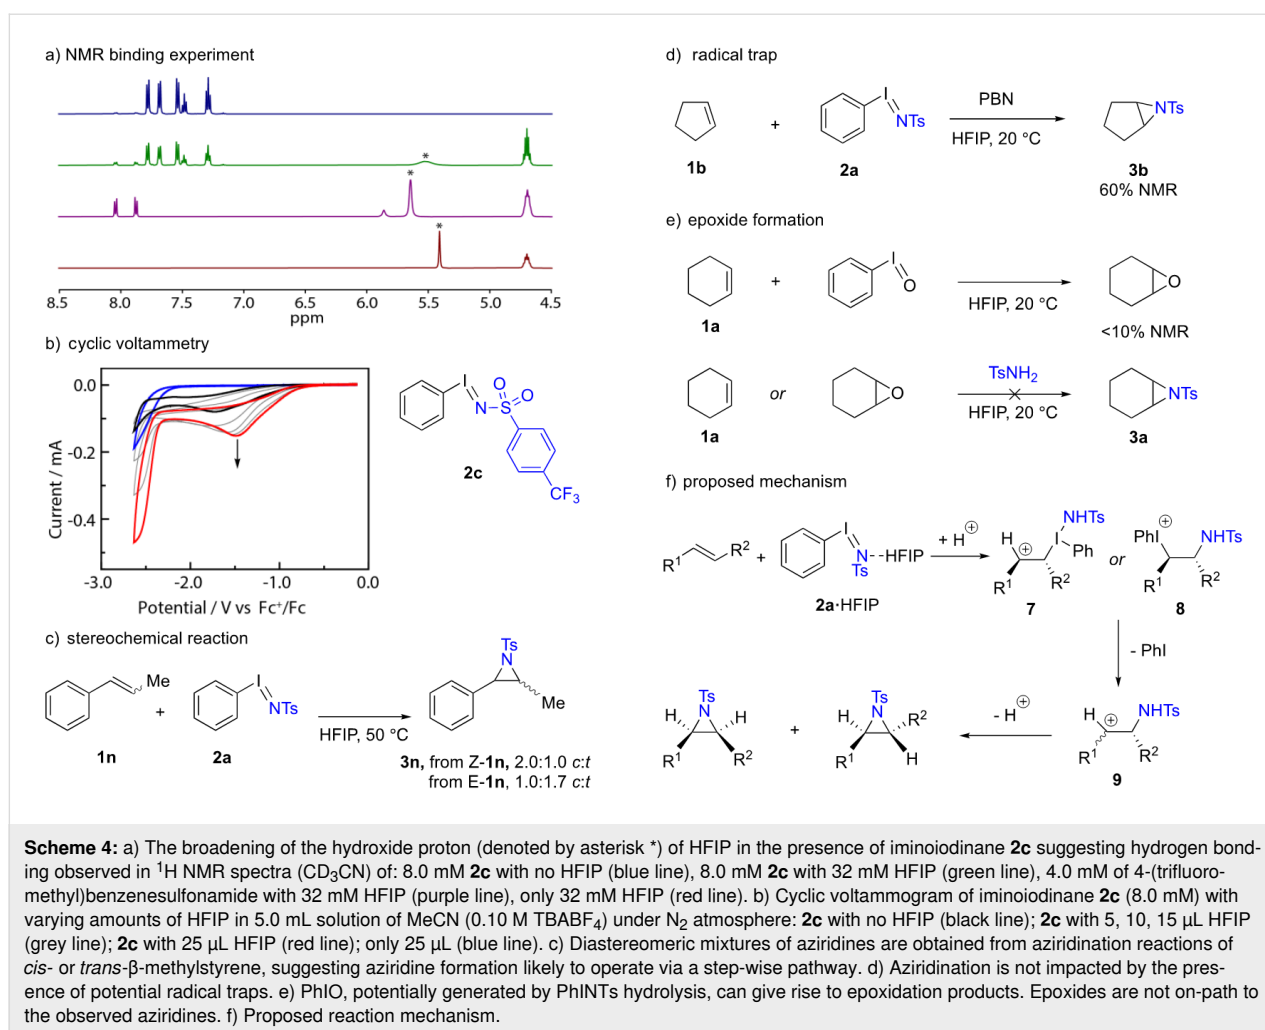 a) NMR binding experiment
*
*
*
8.5 8.0 7.5 7.0 6.0 5.5 5.0 4.5
ppm
b) cyclic voltammetry
0.0
-0.2
-0.4
Current / mA
-3.0 -2.0 -1.0 0.0
Potential / V vs Fc⁺/Fc
I
N
S
O
O
CF₃
2c
c) stereochemical reaction
Me
1n
+
I
NTs
2a
HFIP, 50 °C
Ts
N
Me
3n, from Z-1n, 2.0:1.0 c:t
from E-1n, 1.0:1.7 c:t
d) radical trap
1b
+
I
NTs
2a
PBN
HFIP, 20 °C
NTs
3b
60% NMR
e) epoxide formation
1a
+
I
O
HFIP, 20 °C
O
<10% NMR
1a
or
O
TsNH₂
HFIP, 20 °C
NTs
3a
f) proposed mechanism
R¹
R²
+
I
N
Ts
HFIP
2a·HFIP
+ H⊕
H
⊕
R¹
NHTs
I
Ph
R²
7
or
⊕
PhI
NHTs
R¹
R²
8
- PhI
H
C
⊕
NHTs
R¹
R²
9
- H⊕
Ts
N
H
H
R¹
R²
+
Ts
N
H
R²
R¹
H
Scheme 4: a) The broadening of the hydroxide proton (denoted by asterisk *) of HFIP in the presence of iminoiodinane 2c suggesting hydrogen bond-
ing observed in ¹H NMR spectra (CD₃CN) of: 8.0 mM 2c with no HFIP (blue line), 8.0 mM 2c with 32 mM HFIP (green line), 4.0 mM of 4-(trifluoro-
methyl)benzenesulfonamide with 32 mM HFIP (purple line), only 32 mM HFIP (red line). b) Cyclic voltammogram of iminoiodinane 2c (8.0 mM) with
varying amounts of HFIP in 5.0 mL solution of MeCN (0.10 M TBABF₄) under N₂ atmosphere: 2c with no HFIP (black line); 2c with 5, 10, 15 µL HFIP
(grey line); 2c with 25 µL HFIP (red line); only 25 µL (blue line). c) Diastereomeric mixtures of aziridines are obtained from aziridination reactions of
cis- or trans-β-methylstyrene, suggesting aziridine formation likely to operate via a step-wise pathway. d) Aziridination is not impacted by the pres-
ence of potential radical traps. e) PhIO, potentially generated by PhINTs hydrolysis, can give rise to epoxidation products. Epoxides are not on-path to
the observed aziridines. f) Proposed reaction mechanism.